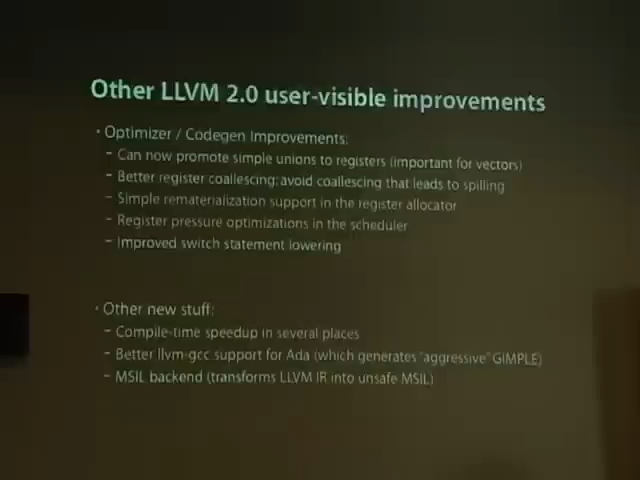 Other LLVM 2.0 user-visible improvements
• Optimizer / Codegen Improvements:
– Can now promote simple unions to registers (important for vectors)
– Better register coallescing: avoid coallescing that leads to spilling
– Simple rematerialization support in the register allocator
– Register pressure optimizations in the scheduler
– Improved switch statement lowering
• Other new stuff:
– Compile-time speedup in several places
– Better llvm-gcc support for Ada (which generates "aggressive" GIMPLE)
– MSIL backend (transforms LLVM IR into unsafe MSIL)